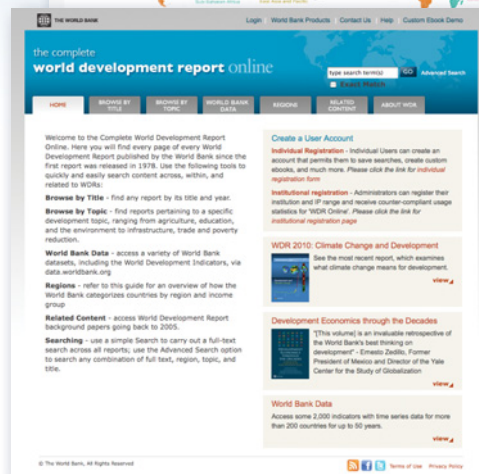 Sub-Saharan Africa
East Asia and Pacific
THE WORLD BANK
Login | World Bank Products | Contact Us | Help | Custom Ebook Demo
the complete
world development report online
type search term(s)
GO
Advanced Search
Exact Match
HOME
BROWSE BY TITLE
BROWSE BY TOPIC
WORLD BANK DATA
REGIONS
RELATED CONTENT
ABOUT WDR
Welcome to the Complete World Development Report
Online. Here you will find every page of every World
Development Report published by the World Bank since the
first report was released in 1978. Use the following tools to
quickly and easily search content across, within, and
related to WDRs:
Browse by Title - find any report by its title and year.
Browse by Topic - find reports pertaining to a specific
development topic, ranging from agriculture, education,
and the environment to infrastructure, trade and poverty
reduction.
World Bank Data - access a variety of World Bank
datasets, including the World Development Indicators, via
data.worldbank.org
Regions - refer to this guide for an overview of how the
World Bank categorizes countries by region and income
group
Related Content - access World Development Report
background papers going back to 2005.
Searching - use a simple Search to carry out a full-text
search across all reports; use the Advanced Search option
to search any combination of full text, region, topic, and
title.
Create a User Account
Individual Registration - Individual Users can create an
account that permits them to save searches, create custom
ebooks, and much more. Please click the link for individual
registration form
Institutional registration - Administrators can register their
institution and IP range and receive counter-compliant usage
statistics for 'WDR Online'. Please click the link for
institutional registration page
WDR 2010: Climate Change and Development
See the most recent report, which examines
what climate change means for development.
view
Development Economics through the Decades
"[This volume] is an invaluable retrospective of
the World Bank's best thinking on
development" - Ernesto Zedillo, Former
President of Mexico and Director of the Yale
Center for the Study of Globalization
view
World Bank Data
Access some 2,000 indicators with time series data for more
than 200 countries for up to 50 years.
view
© The World Bank, All Rights Reserved
Terms of Use
Privacy Policy